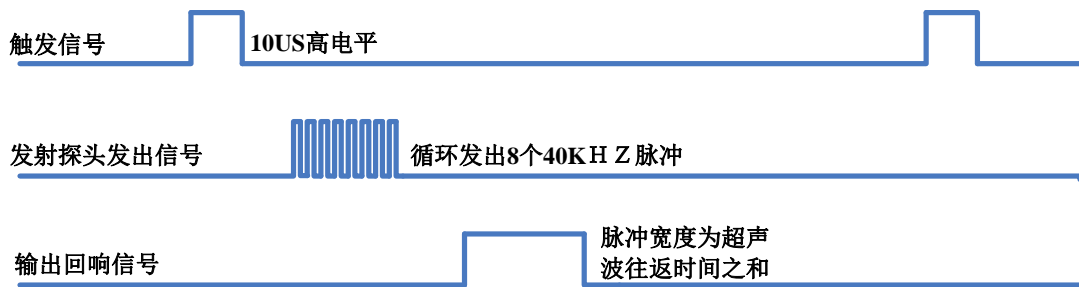 触发信号
10US高电平
发射探头发出信号
循环发出8个40KＨＺ脉冲
输出回响信号
脉冲宽度为超声
波往返时间之和